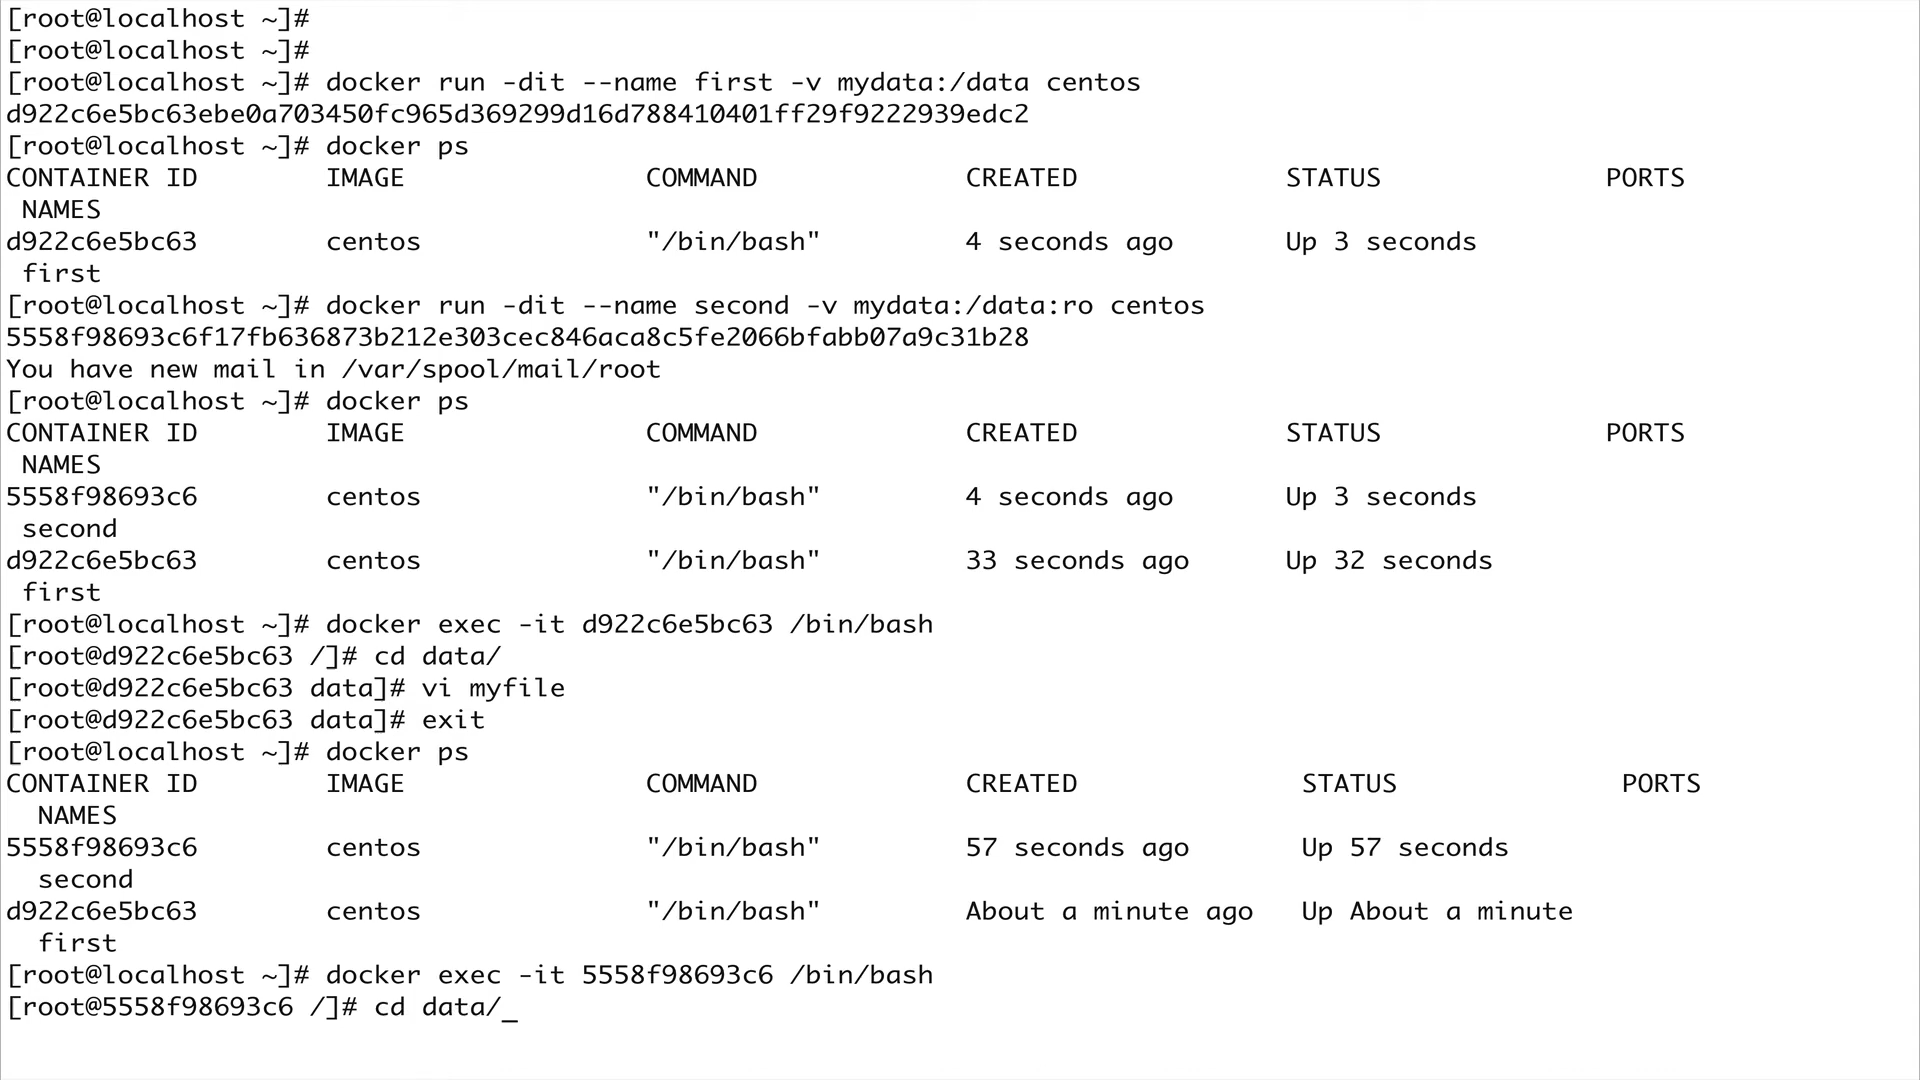 [root@localhost ~]#
[root@localhost ~]#
[root@localhost ~]# docker run -dit --name first -v mydata:/data centos
d922c6e5bc63ebe0a703450fc965d369299d16d788410401ff29f9222939edc2
[root@localhost ~]# docker ps
CONTAINER ID        IMAGE               COMMAND             CREATED             STATUS              PORTS
 NAMES
d922c6e5bc63        centos              "/bin/bash"         4 seconds ago       Up 3 seconds
 first
[root@localhost ~]# docker run -dit --name second -v mydata:/data:ro centos
5558f98693c6f17fb636873b212e303cec846aca8c5fe2066bfabb07a9c31b28
You have new mail in /var/spool/mail/root
[root@localhost ~]# docker ps
CONTAINER ID        IMAGE               COMMAND             CREATED             STATUS              PORTS
 NAMES
5558f98693c6        centos              "/bin/bash"         4 seconds ago       Up 3 seconds
 second
d922c6e5bc63        centos              "/bin/bash"         33 seconds ago      Up 32 seconds
 first
[root@localhost ~]# docker exec -it d922c6e5bc63 /bin/bash
[root@d922c6e5bc63 /]# cd data/
[root@d922c6e5bc63 data]# vi myfile
[root@d922c6e5bc63 data]# exit
[root@localhost ~]# docker ps
CONTAINER ID        IMAGE               COMMAND             CREATED              STATUS              PORTS
  NAMES
5558f98693c6        centos              "/bin/bash"         57 seconds ago       Up 57 seconds
  second
d922c6e5bc63        centos              "/bin/bash"         About a minute ago   Up About a minute
  first
[root@localhost ~]# docker exec -it 5558f98693c6 /bin/bash
[root@5558f98693c6 /]# cd data/_